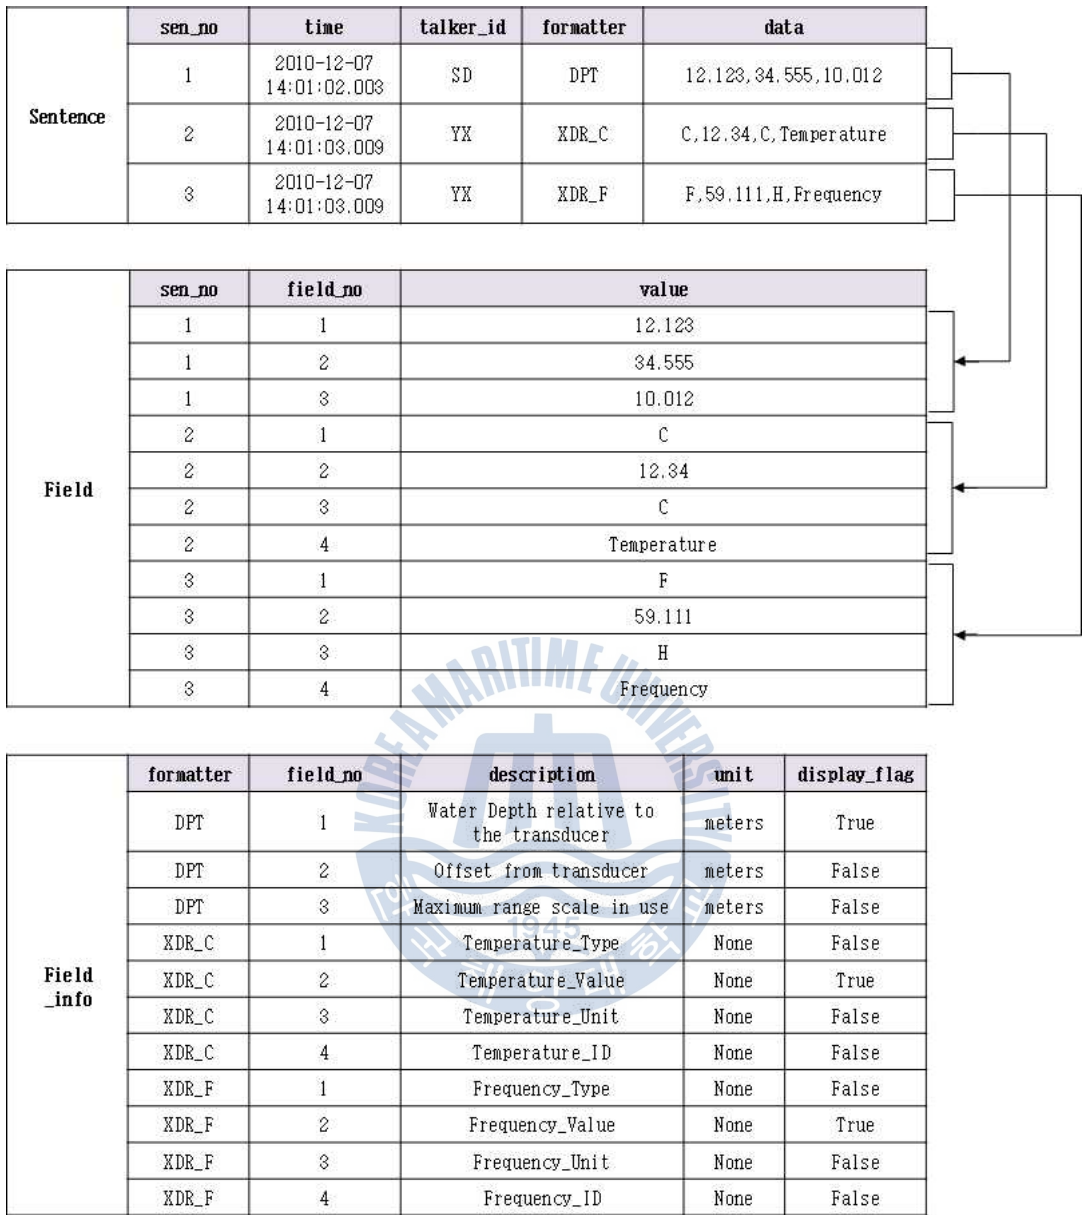 sen_no time talker_id formatter data
Sentence
1 2010-12-07 14:01:02.003 SD DPT 12.123,34.555,10.012
2 2010-12-07 14:01:03.009 YX XDR_C C,12.34,C,Temperature
3 2010-12-07 14:01:03.009 YX XDR_F F,59.111,H,Frequency
sen_no field_no value
Field
1 1 12.123
1 2 34.555
1 3 10.012
2 1 C
2 2 12.34
2 3 C
2 4 Temperature
3 1 F
3 2 59.111
3 3 H
3 4 Frequency
formatter field_no description unit display_flag
Field
_info
DPT 1 Water Depth relative to the transducer meters True
DPT 2 Offset from transducer meters False
DPT 3 Maximum range scale in use meters False
XDR_C 1 Temperature_Type None False
XDR_C 2 Temperature_Value None True
XDR_C 3 Temperature_Unit None False
XDR_C 4 Temperature_ID None False
XDR_F 1 Frequency_Type None False
XDR_F 2 Frequency_Value None True
XDR_F 3 Frequency_Unit None False
XDR_F 4 Frequency_ID None False
KOREA MARITIME UNIVERSITY
1945
한국해양대학교